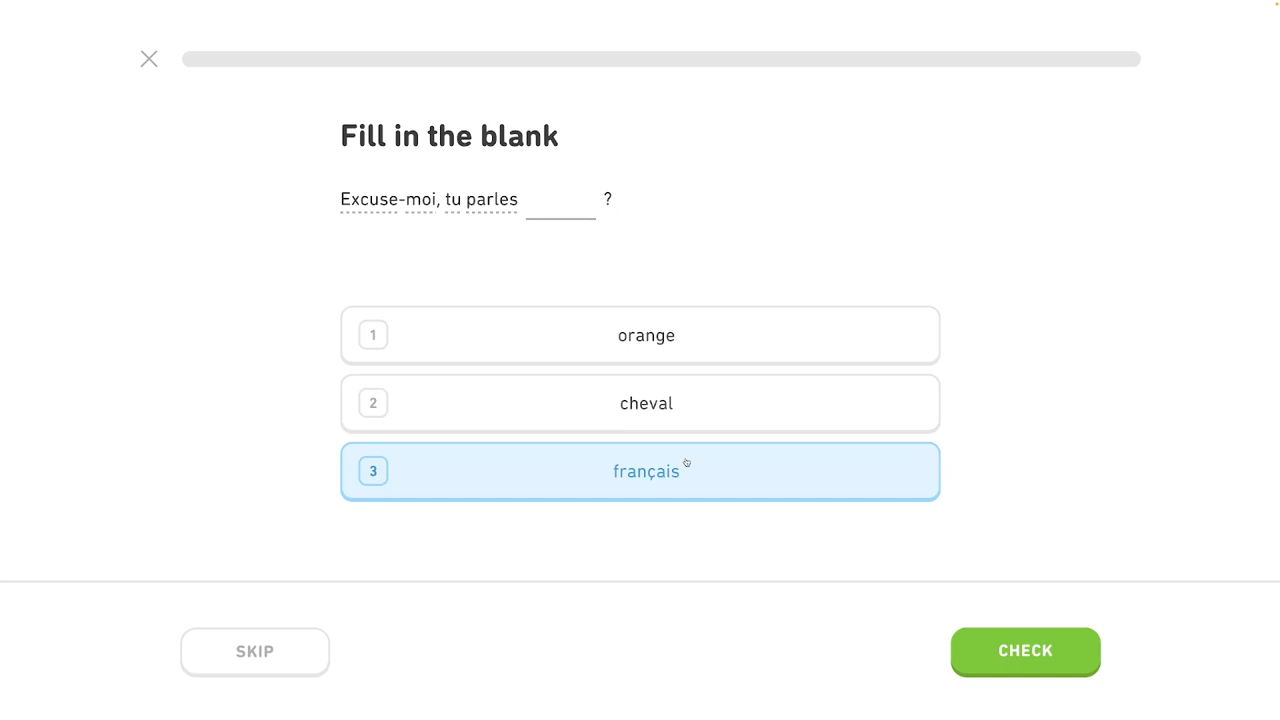 Fill in the blank
Excuse-moi, tu parles ?
1 orange
2 cheval
3 français
SKIP CHECK